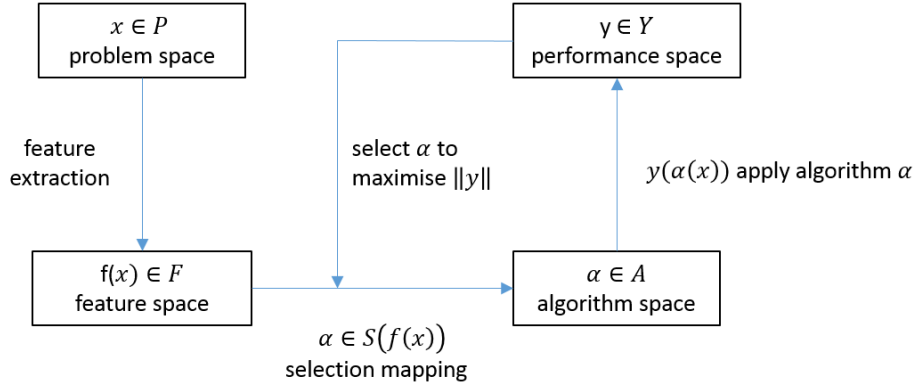 x ∈ P
problem space
y ∈ Y
performance space
feature
extraction
select α to
maximise ‖y‖
y(α(x)) apply algorithm α
f(x) ∈ F
feature space
α ∈ A
algorithm space
α ∈ S(f(x))
selection mapping